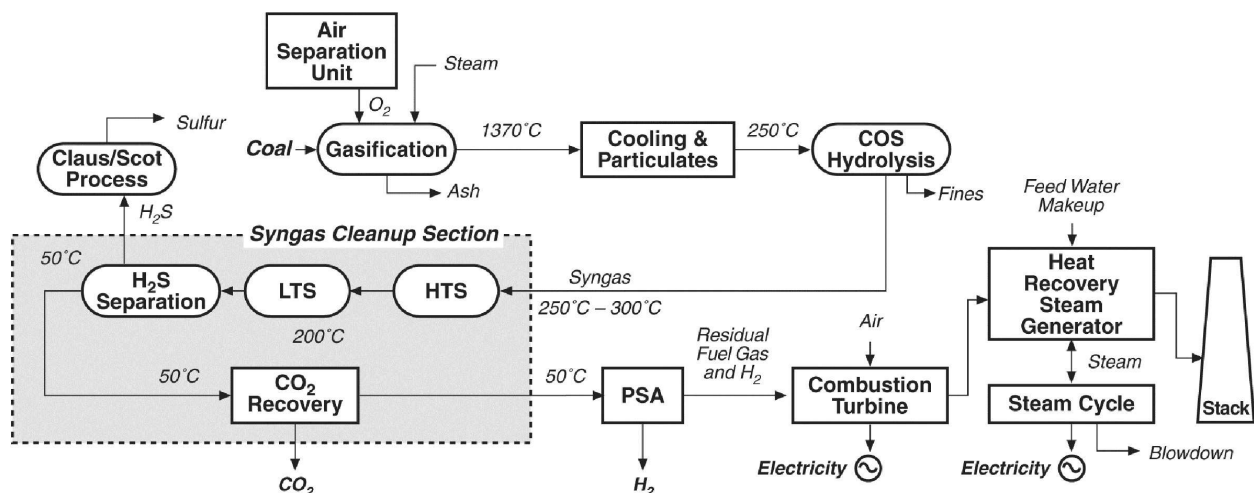 Air
Separation
Unit
Steam
O₂
Sulfur
Coal
Gasification
1370°C
Cooling &
Particulates
250°C
COS
Hydrolysis
Claus/Scot
Process
Ash
Fines
H₂S
Feed Water
Makeup
Syngas Cleanup Section
50°C
H₂S
Separation
LTS
HTS
Syngas
250°C – 300°C
200°C
Heat
Recovery
Steam
Generator
Air
Residual
Fuel Gas
and H₂
50°C
CO₂
Recovery
50°C
PSA
Combustion
Turbine
Steam
Steam Cycle
Stack
Blowdown
CO₂
H₂
Electricity
Electricity